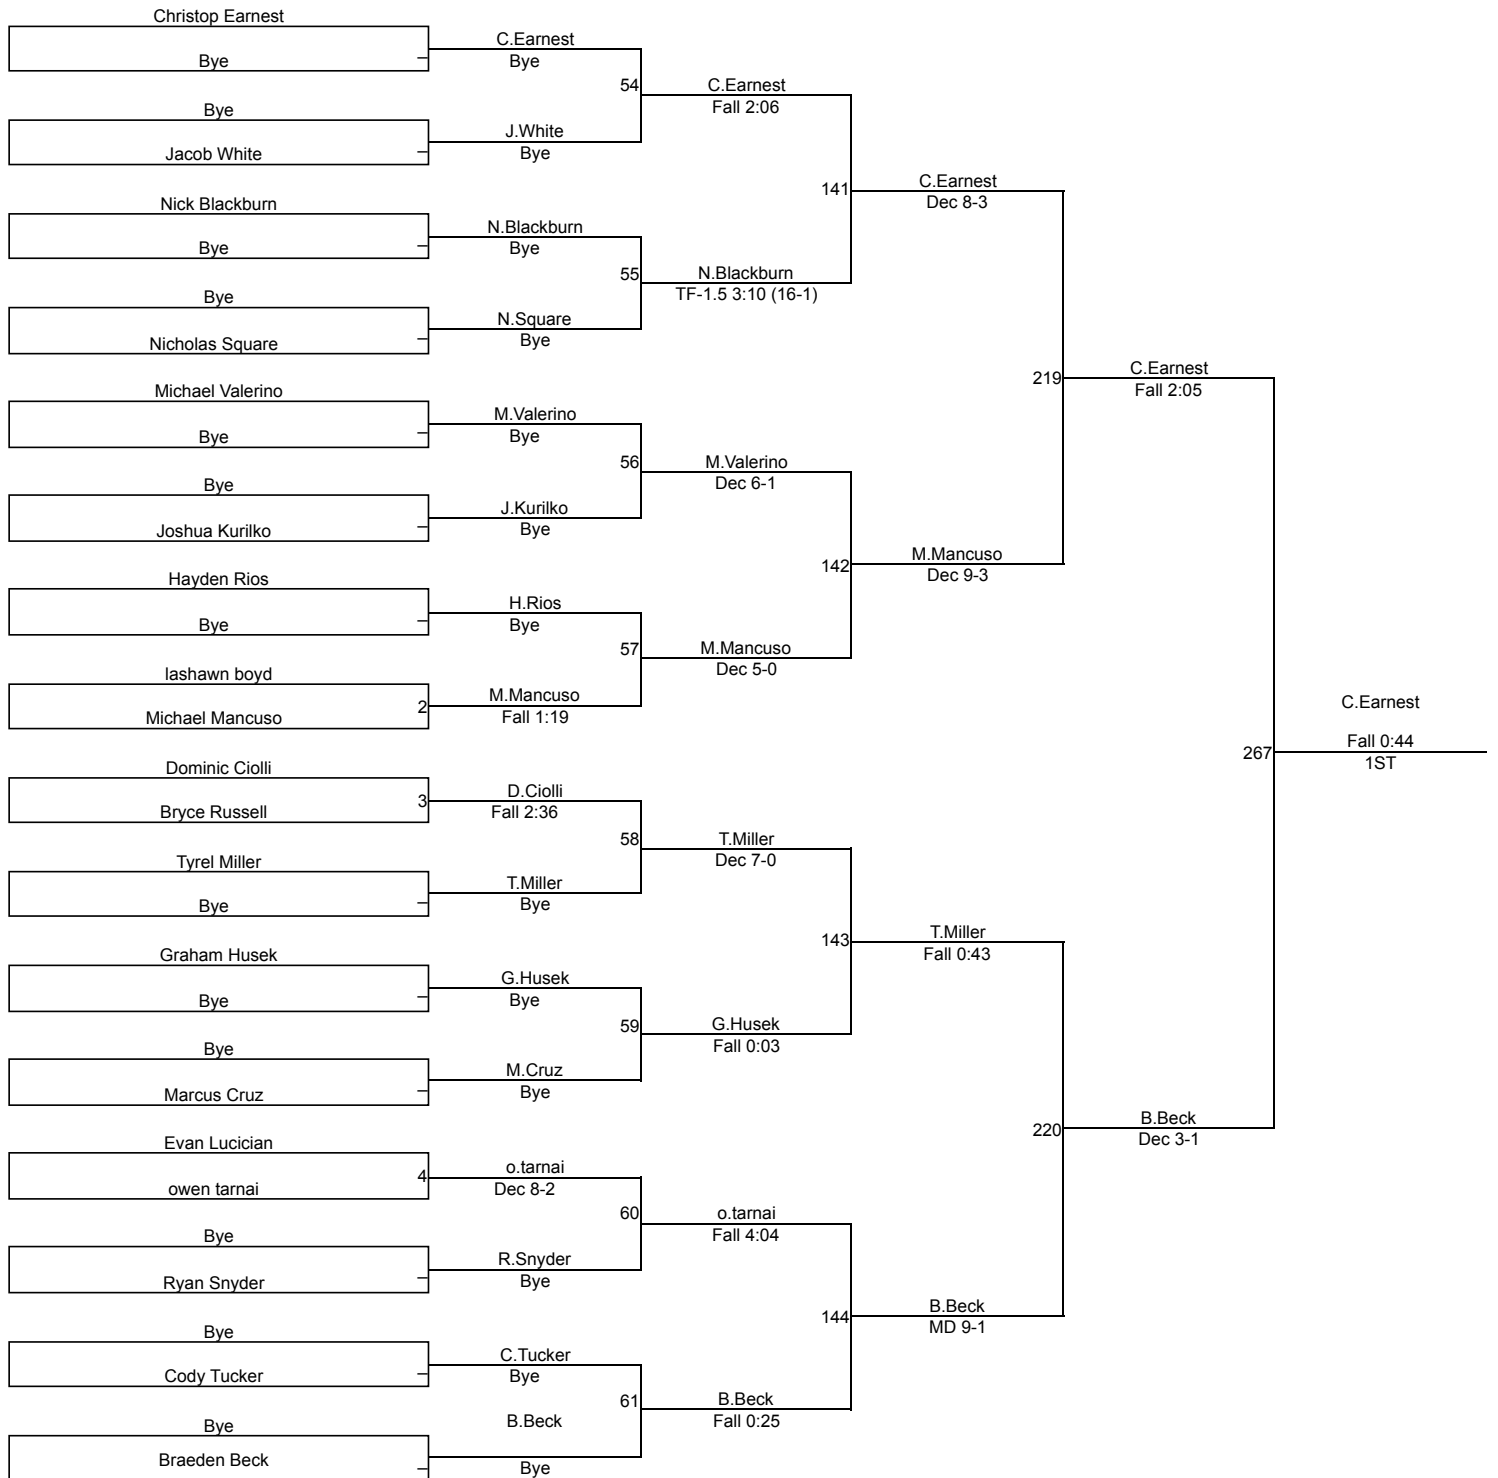 Christop Earnest
Bye
C.Earnest
Bye
54
C.Earnest
Fall 2:06
Bye
Jacob White
J.White
Bye
141
C.Earnest
Dec 8-3
Nick Blackburn
Bye
N.Blackburn
Bye
55
N.Blackburn
TF-1.5 3:10 (16-1)
Bye
Nicholas Square
N.Square
Bye
219
C.Earnest
Fall 2:05
Michael Valerino
Bye
M.Valerino
Bye
56
M.Valerino
Dec 6-1
Bye
Joshua Kurilko
J.Kurilko
Bye
142
M.Mancuso
Dec 9-3
Hayden Rios
Bye
H.Rios
Bye
57
M.Mancuso
Dec 5-0
lashawn boyd
Michael Mancuso
2
M.Mancuso
Fall 1:19
267
C.Earnest
Fall 0:44
1ST
Dominic Ciolli
Bryce Russell
3
D.Ciolli
Fall 2:36
58
T.Miller
Dec 7-0
Tyrel Miller
Bye
T.Miller
Bye
143
T.Miller
Fall 0:43
Graham Husek
Bye
G.Husek
Bye
59
G.Husek
Fall 0:03
Bye
Marcus Cruz
M.Cruz
Bye
220
B.Beck
Dec 3-1
Evan Lucician
owen tarnai
4
o.tarnai
Dec 8-2
60
o.tarnai
Fall 4:04
Bye
Ryan Snyder
R.Snyder
Bye
144
B.Beck
MD 9-1
Bye
Cody Tucker
C.Tucker
Bye
61
B.Beck
Fall 0:25
Bye
Braeden Beck
B.Beck
Bye